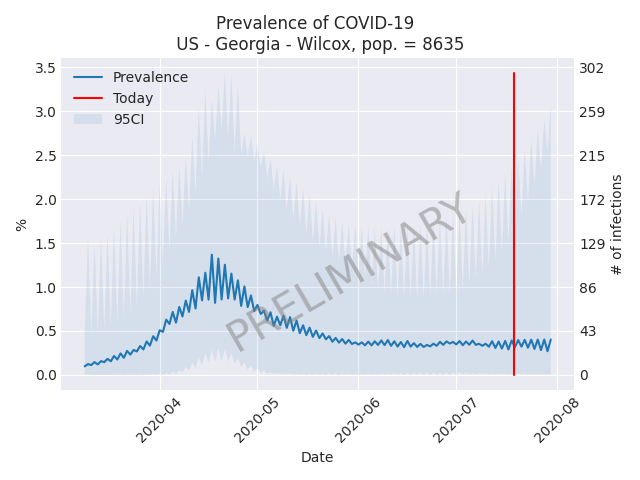 Prevalence of COVID-19
US - Georgia - Wilcox, pop. = 8635
3.5
3.0
2.5
2.0
1.5
1.0
0.5
0.0
%
Prevalence
Today
95CI
PRELIMINARY
302
259
215
172
129
86
43
0
# of infections
2020-04
2020-05
2020-06
2020-07
2020-08
Date